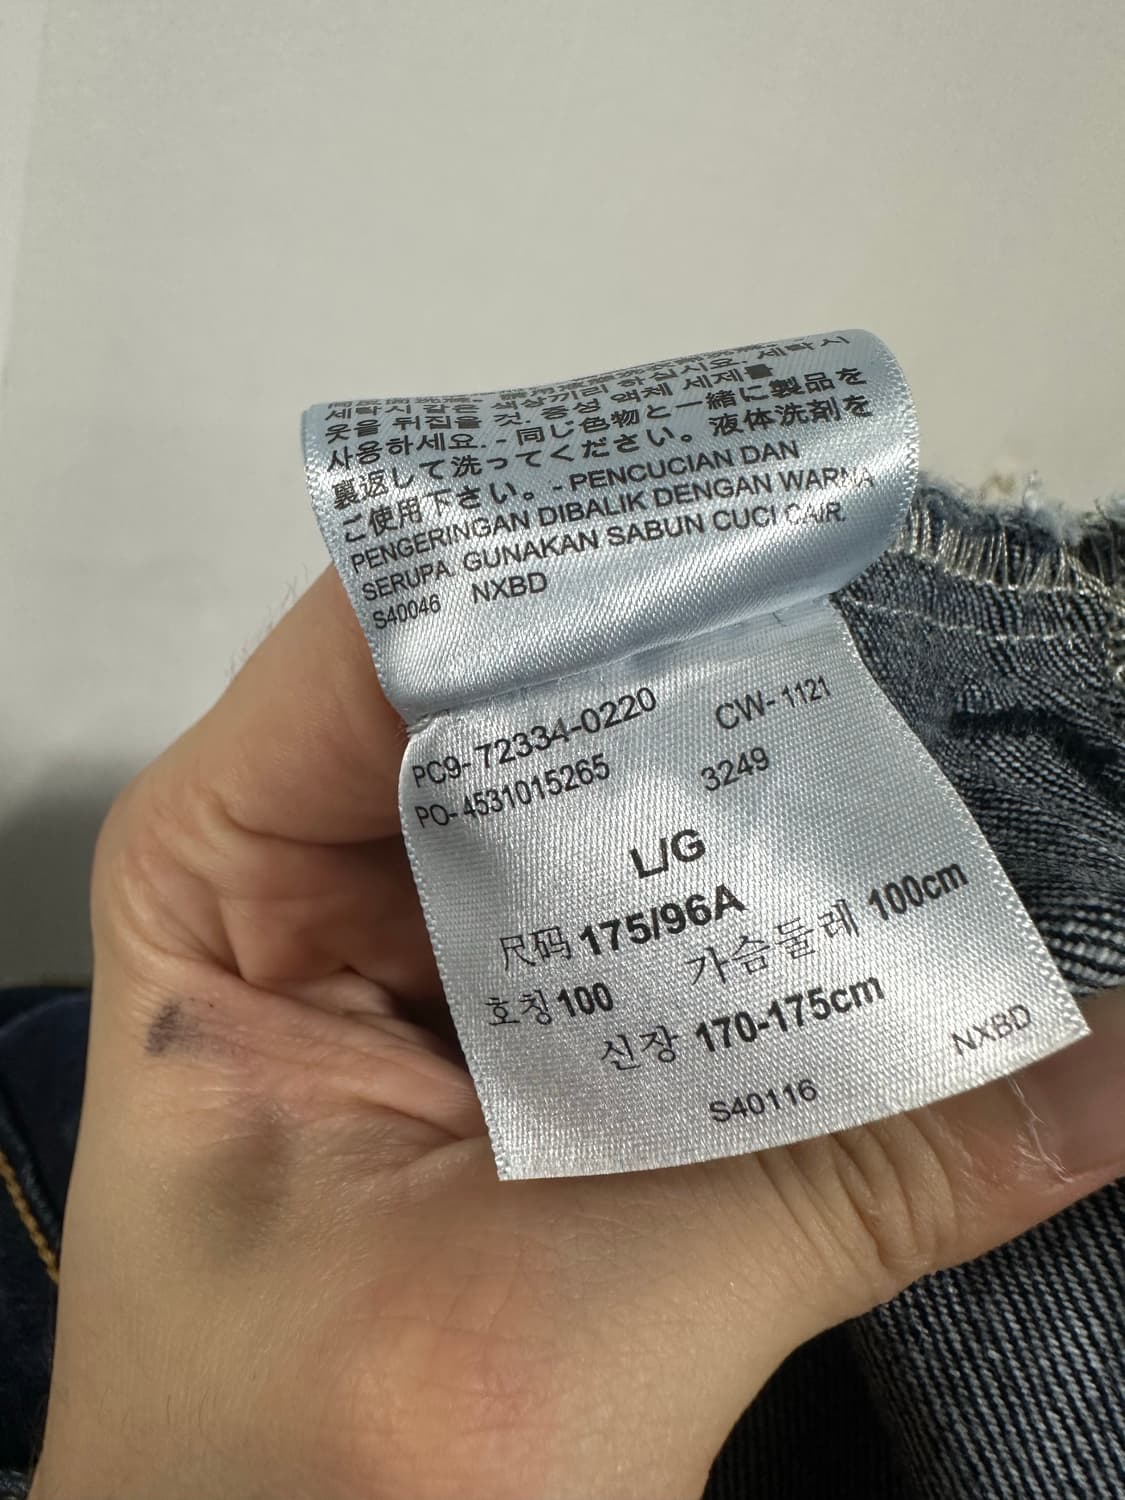 하십시오. 세탁시
세탁시 같은 색상끼리
옷을 뒤집을 것. 중성 액체 세제를
사용하세요. - 同じ色物と一緒に製品を
裏返して洗ってください。液体洗剤を
ご使用下さい。- PENCUCIAN DAN
PENGERINGAN DIBALIK DENGAN WARNA
SERUPA. GUNAKAN SABUN CUCI CAIR.
S40046 NXBD
PC9-72334-0220 CW-1121
PO-4531015265 3249
L/G
尺码 175/96A
호칭 100 가슴둘레 100cm
신장 170-175cm
NXBD
S40116